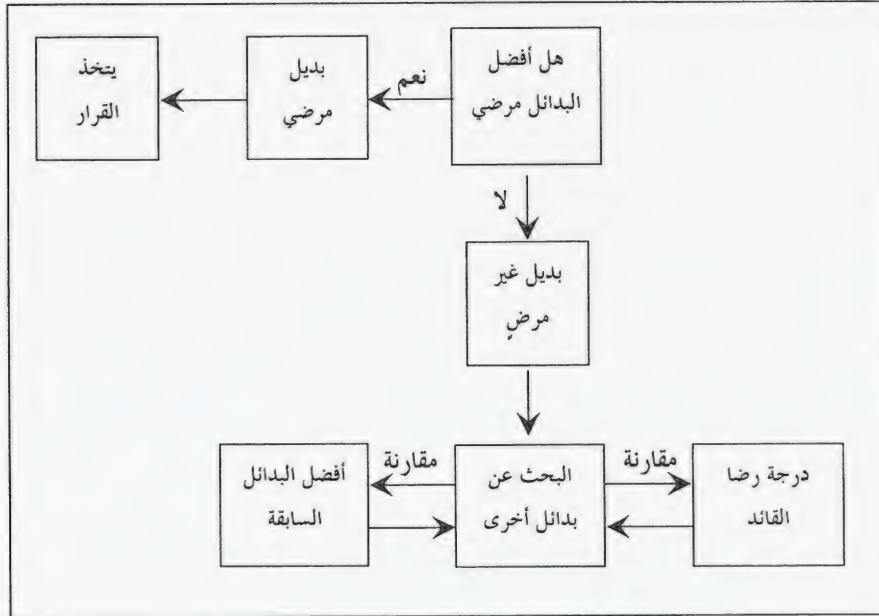 هل أفضل
البدائل مرضي
نعم
بديل
مرضي
يتخذ
القرار
لا
بديل غير
مرضٍ
درجة رضا
القائد
مقارنة
البحث عن
بدائل أخرى
مقارنة
أفضل البدائل
السابقة